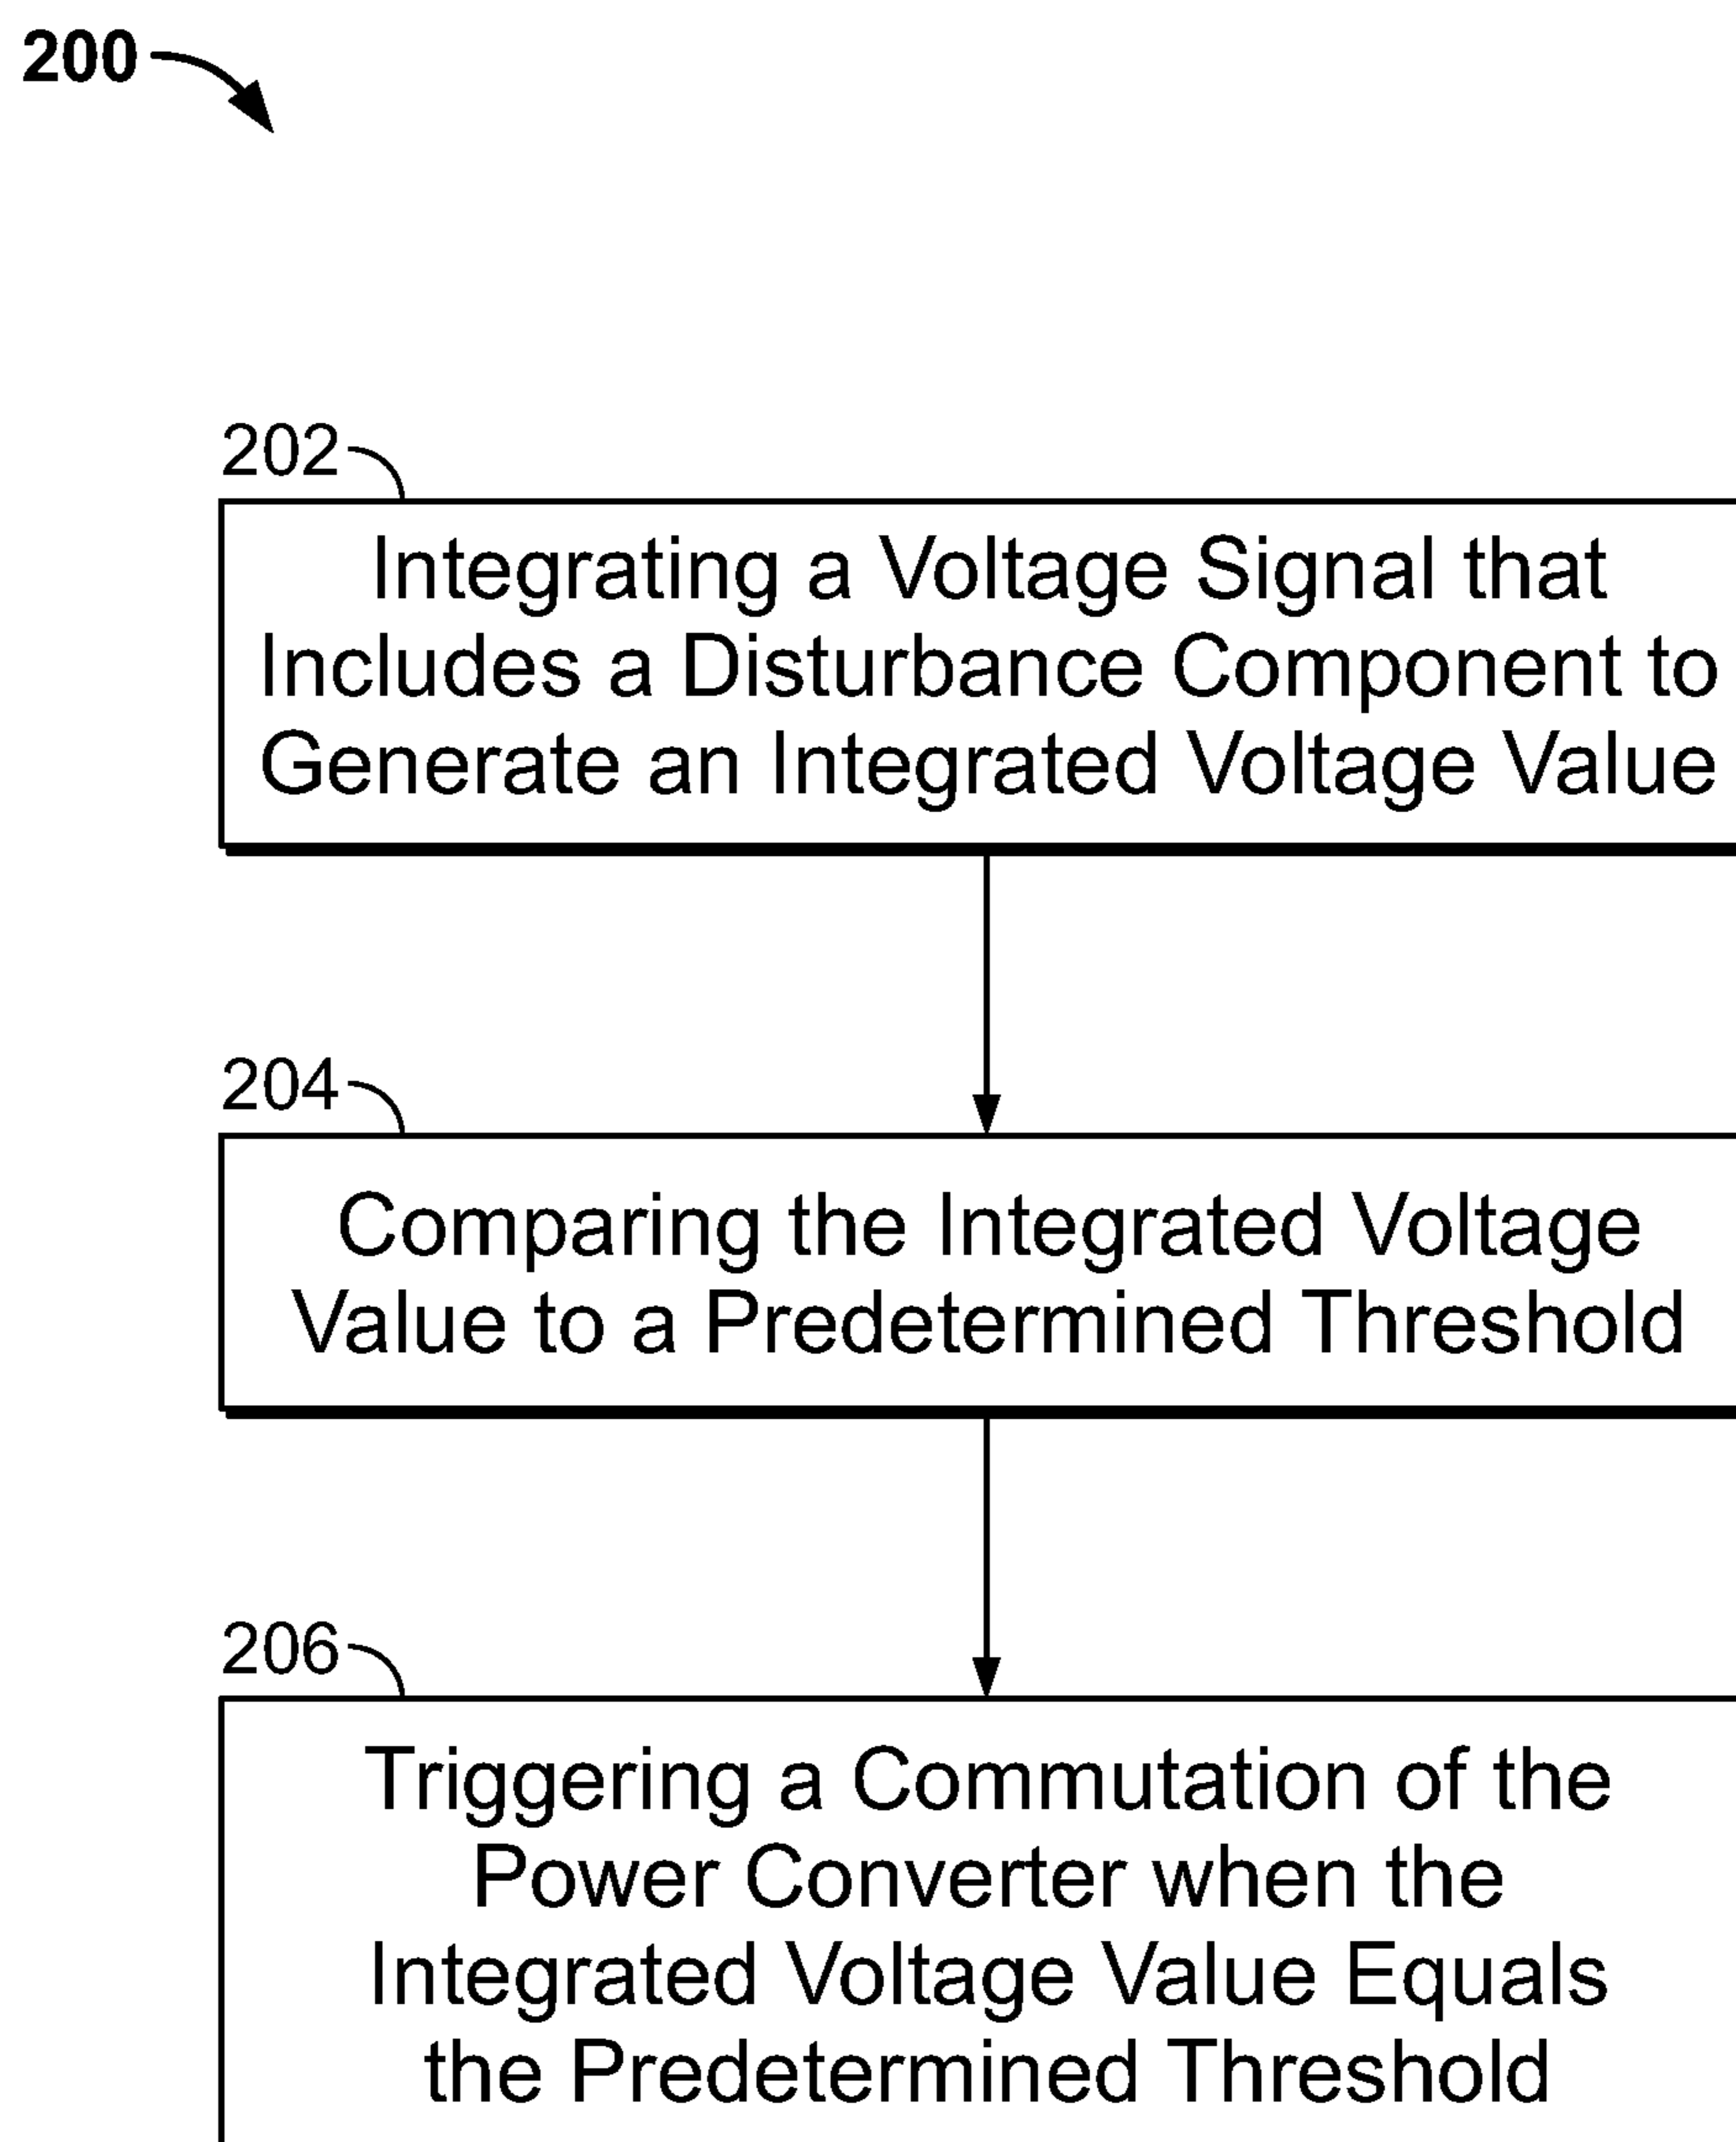 200
202
Integrating a Voltage Signal that
Includes a Disturbance Component to
Generate an Integrated Voltage Value
204
Comparing the Integrated Voltage
Value to a Predetermined Threshold
206
Triggering a Commutation of the
Power Converter when the
Integrated Voltage Value Equals
the Predetermined Threshold